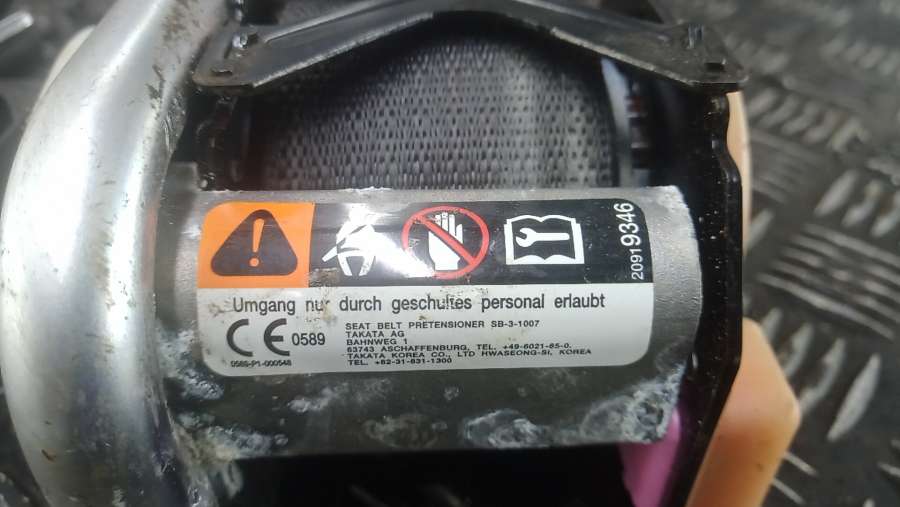 20919346
Umgang nur durch geschultes personal erlaubt
CE 0589
0589-P1-000548
SEAT BELT PRETENSIONER SB-3-1007
TAKATA AG
BAHNWEG 1
63743 ASCHAFFENBURG, TEL. +49-6021-65-0.
TAKATA KOREA CO., LTD HWASEONG-SI, KOREA
TEL. +82-31-831-1300